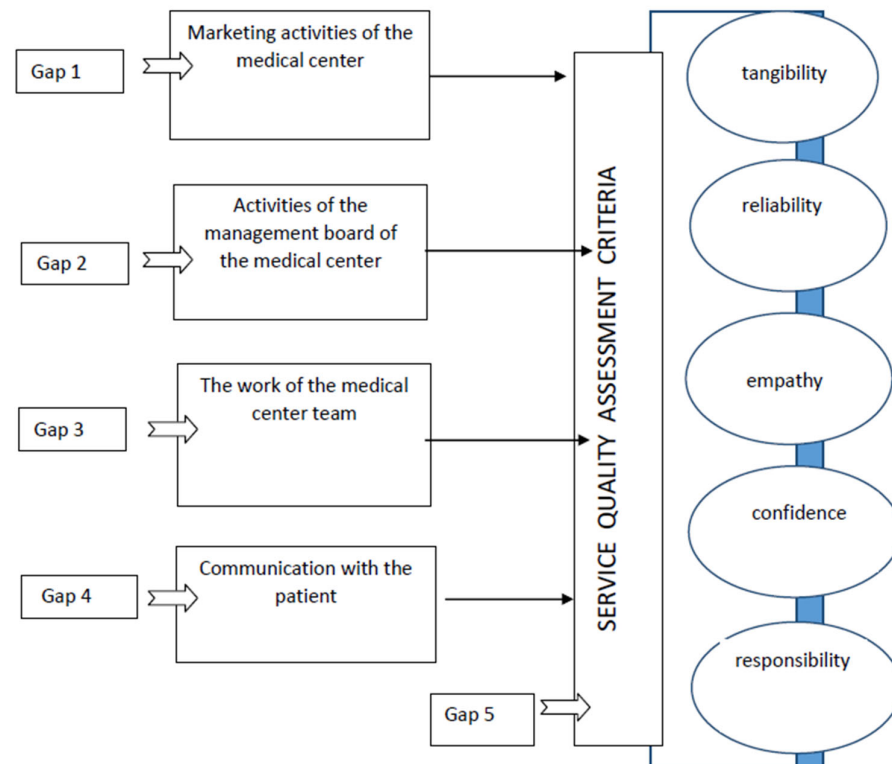 Gap 1
Marketing activities of the
medical center
Gap 2
Activities of the
management board of
the medical center
Gap 3
The work of the medical
center team
Gap 4
Communication with the
patient
Gap 5
SERVICE QUALITY ASSESSMENT CRITERIA
tangibility
reliability
empathy
confidence
responsibility